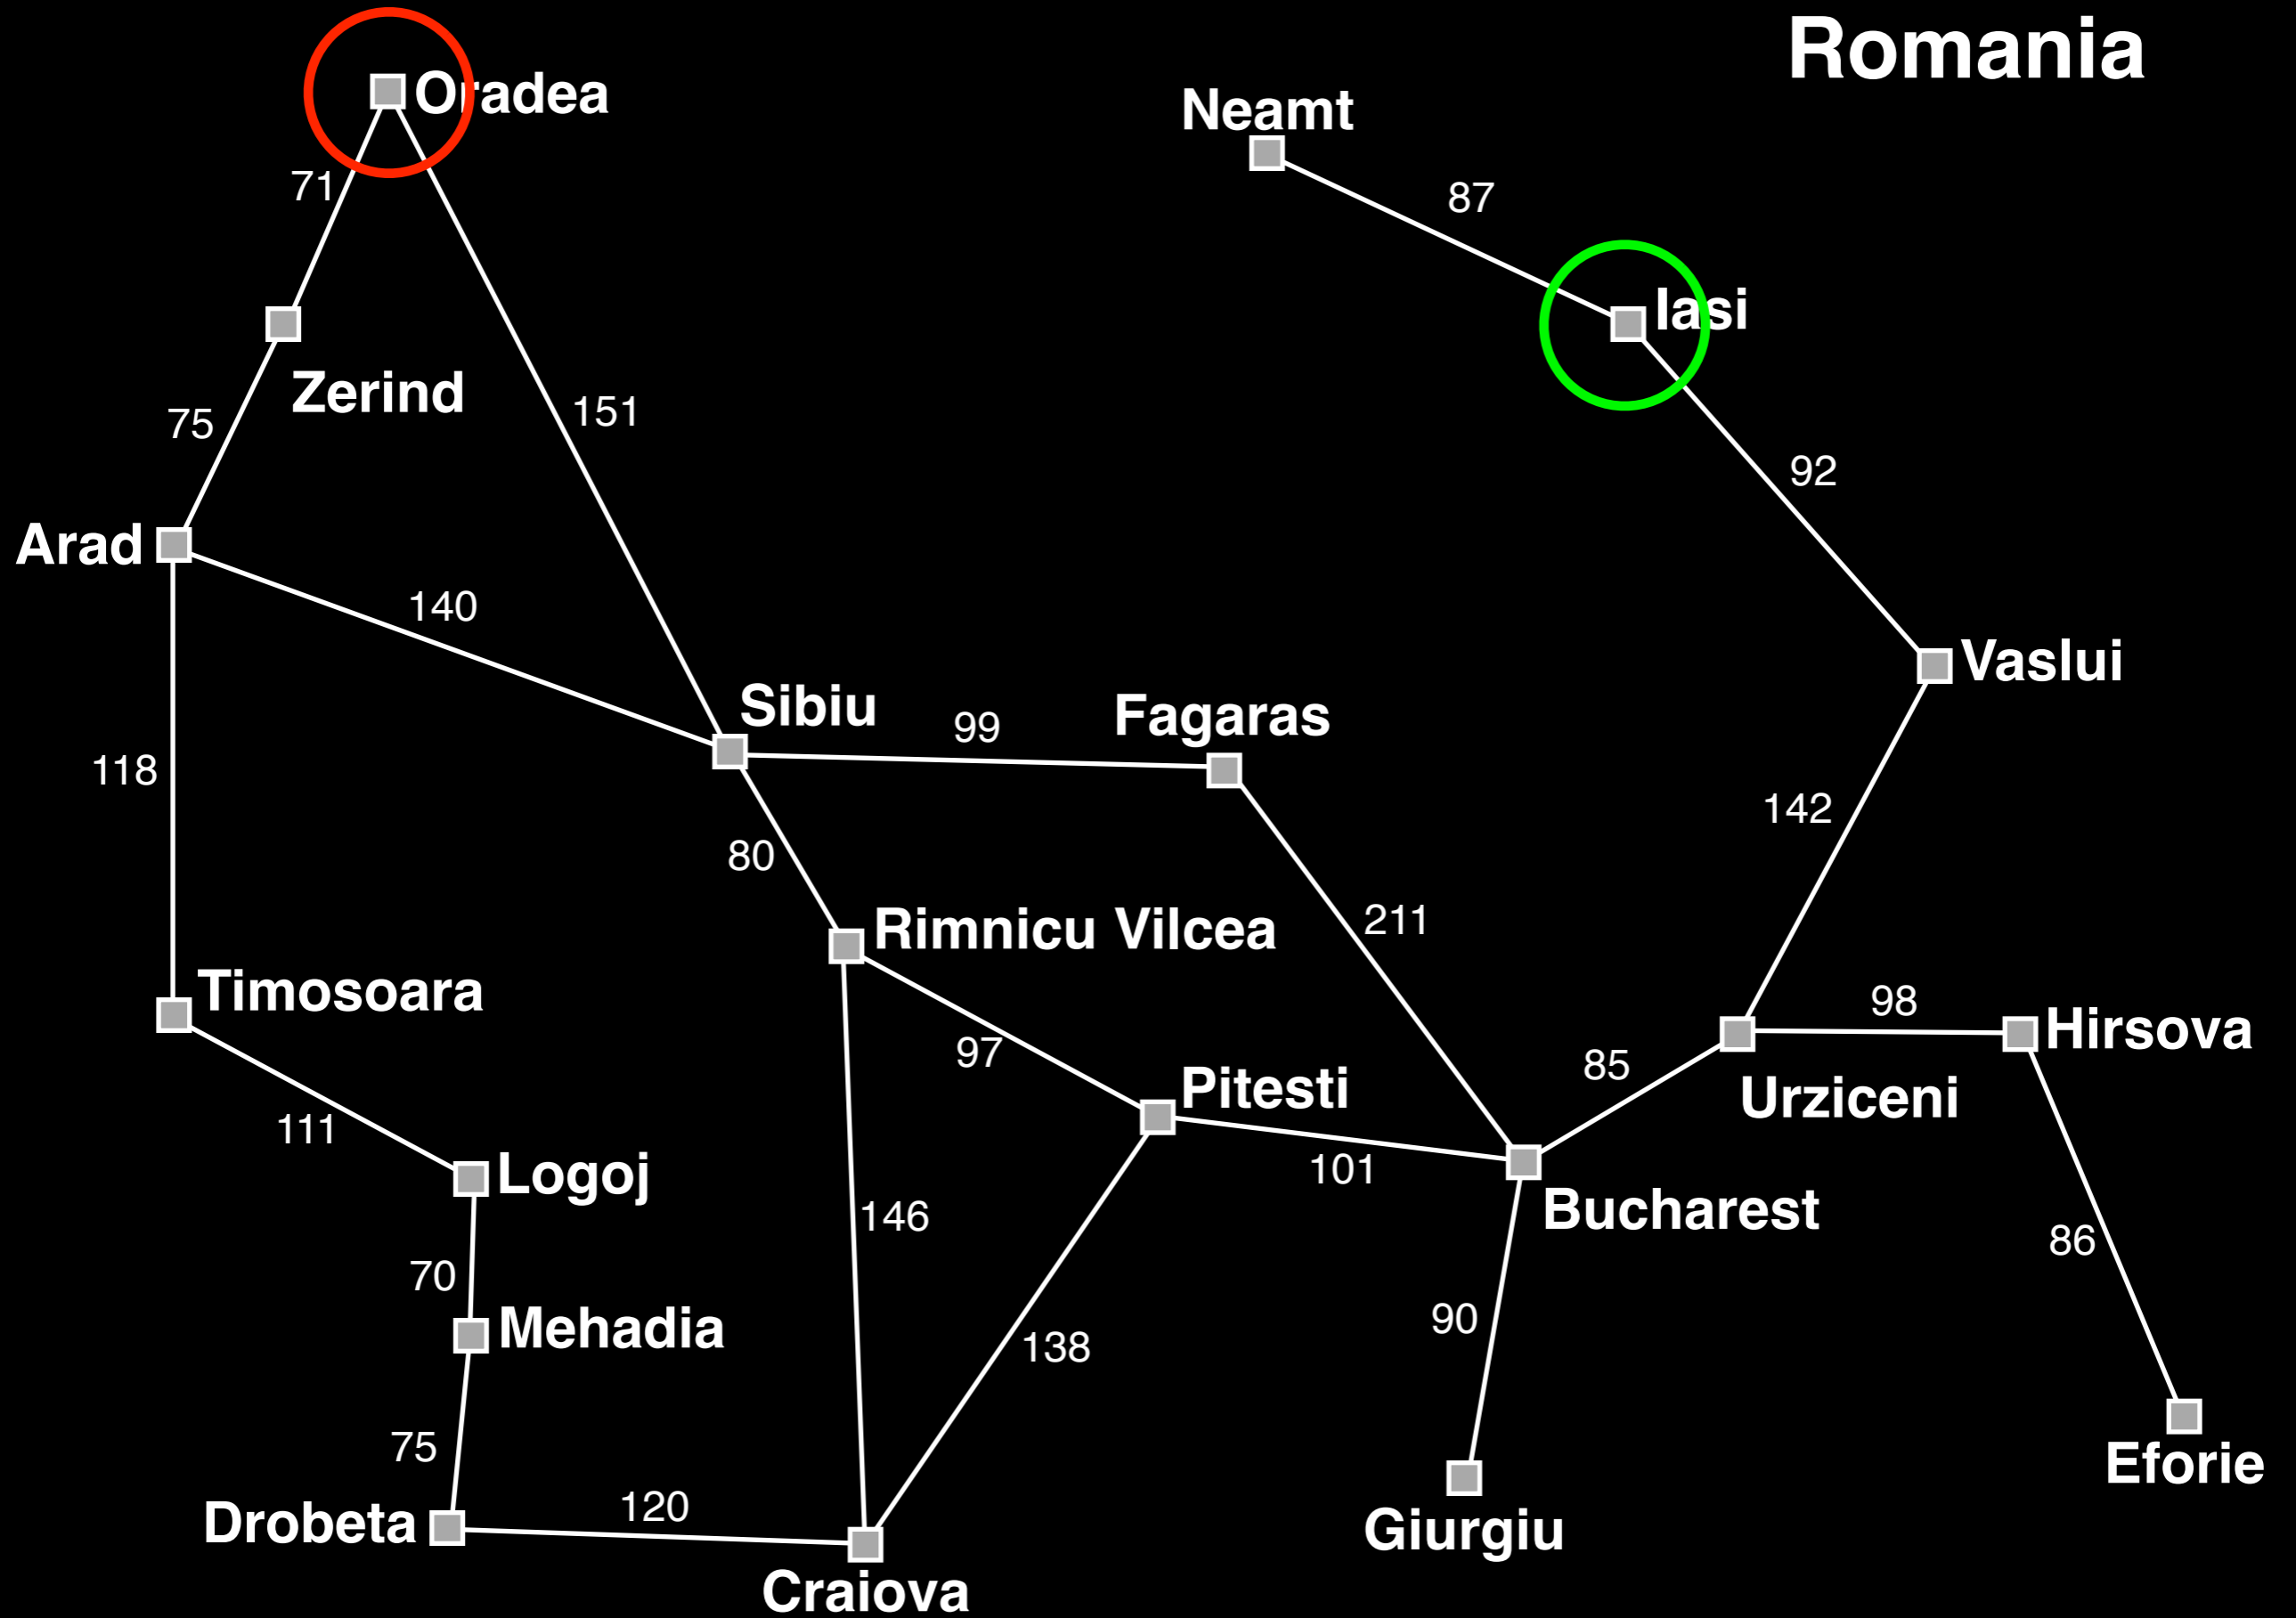 Romania
Oradea
Neamt
71
87
Iasi
Zerind
151
75
92
Arad
140
Vaslui
Sibiu
99
Fagaras
118
142
80
211
Rimnicu Vilcea
Timosoara
98
Hirsova
97
85
Pitesti
Urziceni
111
101
Logoj
Bucharest
146
86
70
90
Mehadia
138
75
Eforie
120
Drobeta
Giurgiu
Craiova